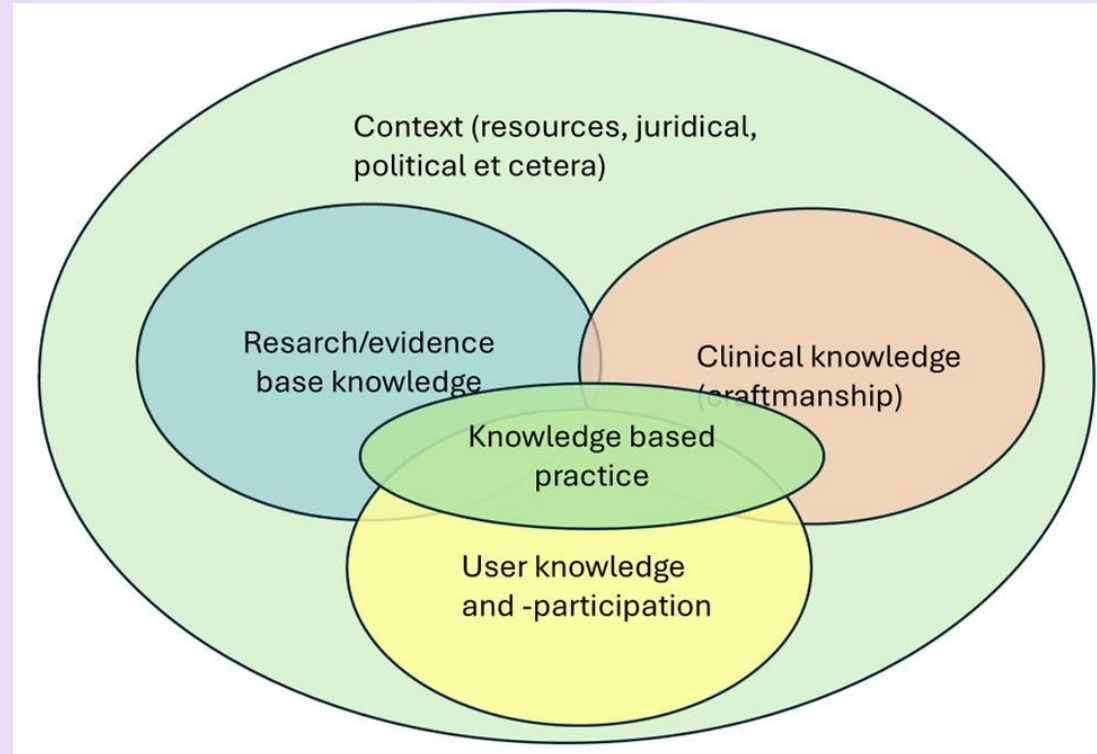 Context (resources, juridical,
political et cetera)
Resarch/evidence
base knowledge
Clinical knowledge
(craftmanship)
Knowledge based
practice
User knowledge
and -participation